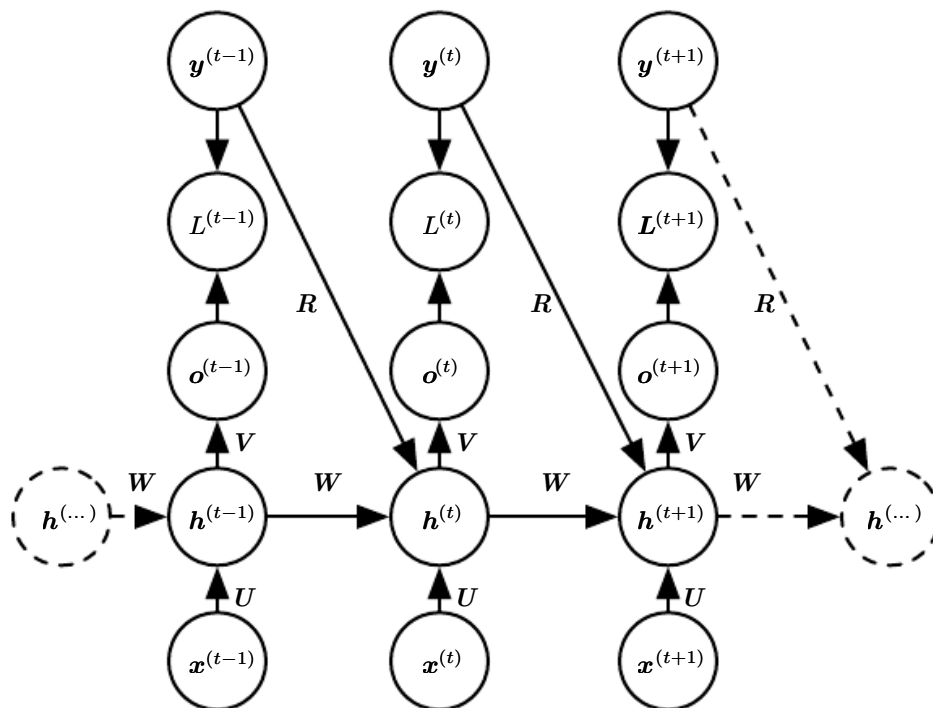 y^(t−1) y^(t) y^(t+1)
L^(t−1) L^(t) L^(t+1)
R R R
o^(t−1) o^(t) o^(t+1)
V V V
W W W W
h^(...) h^(t−1) h^(t) h^(t+1) h^(...)
U U U
x^(t−1) x^(t) x^(t+1)